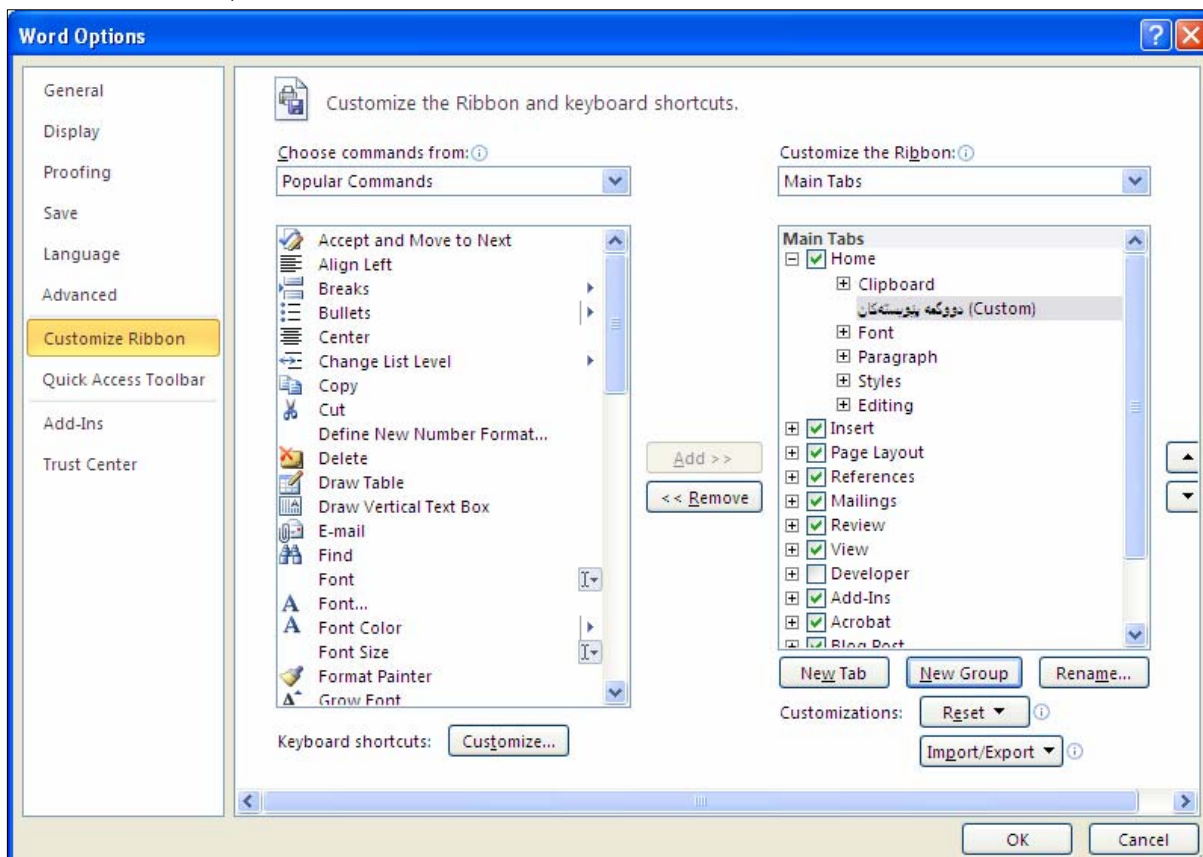 Word Options
General
Display
Proofing
Save
Language
Advanced
Customize Ribbon
Quick Access Toolbar
Add-Ins
Trust Center
Customize the Ribbon and keyboard shortcuts.
Choose commands from:
Popular Commands
Accept and Move to Next
Align Left
Breaks
Bullets
Center
Change List Level
Copy
Cut
Define New Number Format...
Delete
Draw Table
Draw Vertical Text Box
E-mail
Find
Font
Font...
Font Color
Font Size
Format Painter
Grow Font
Keyboard shortcuts: Customize...
Add >>
<< Remove
Customize the Ribbon:
Main Tabs
Main Tabs
Home
Clipboard
دووگمه پێویستهکان (Custom)
Font
Paragraph
Styles
Editing
Insert
Page Layout
References
Mailings
Review
View
Developer
Add-Ins
Acrobat
Blog Post
New Tab New Group Rename...
Customizations: Reset
Import/Export
OK Cancel